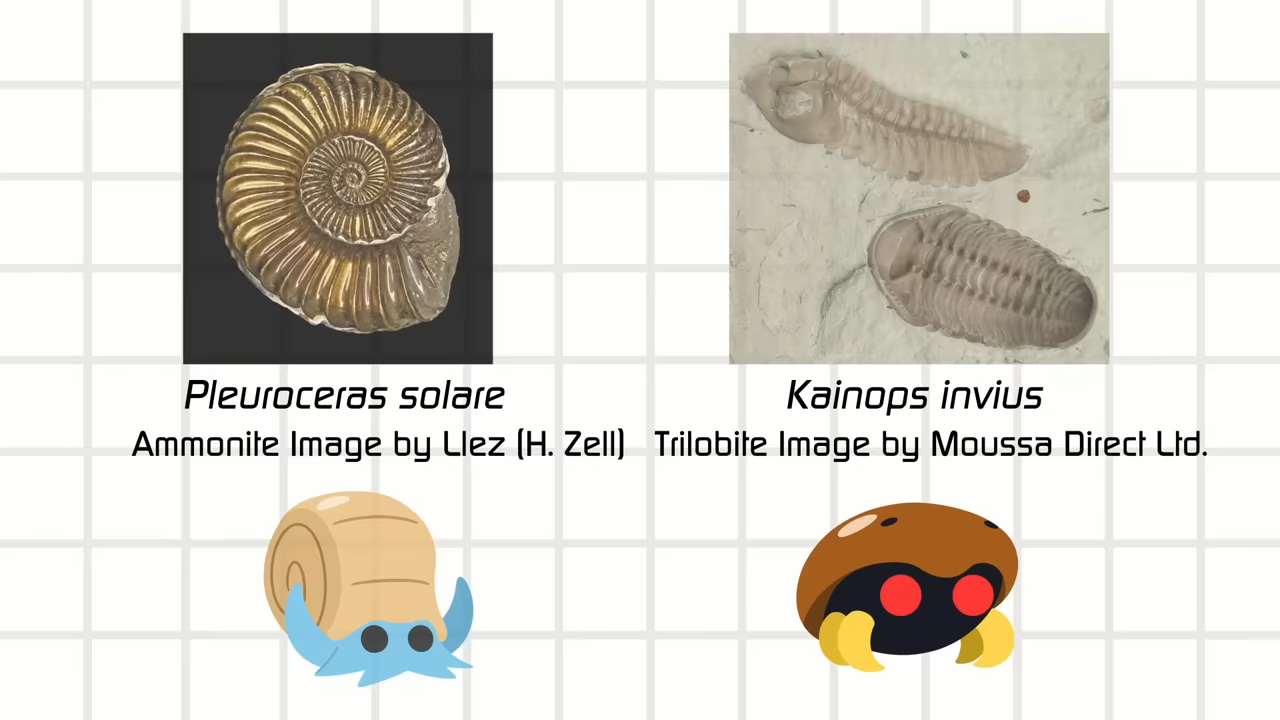 Pleuroceras solare
Ammonite Image by Llez (H. Zell)
Kainops invius
Trilobite Image by Moussa Direct Ltd.